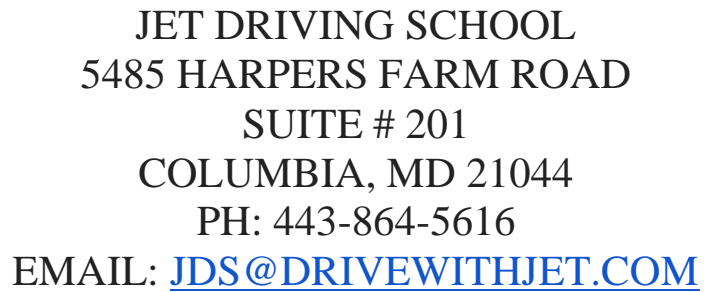 JET DRIVING SCHOOL
5485 HARPERS FARM ROAD
SUITE # 201
COLUMBIA, MD 21044
PH: 443-864-5616
EMAIL: JDS@DRIVEWITHJET.COM